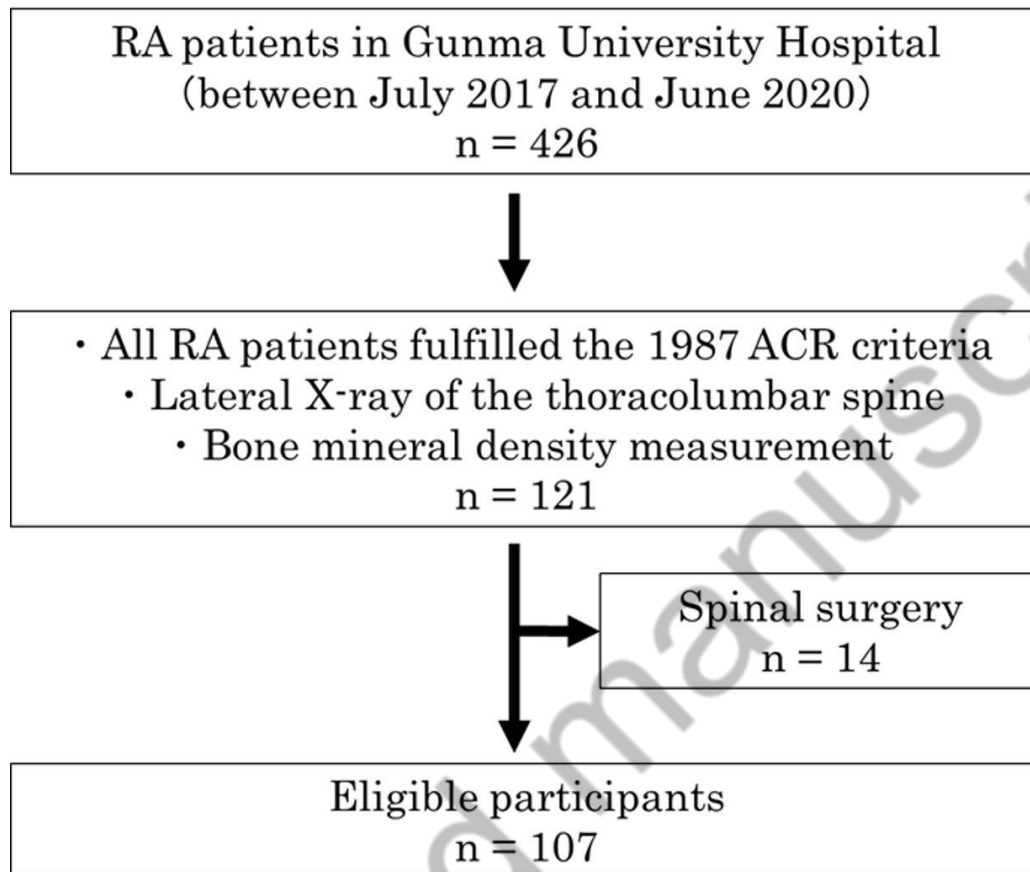 RA patients in Gunma University Hospital
(between July 2017 and June 2020)
n = 426
・All RA patients fulfilled the 1987 ACR criteria
・Lateral X-ray of the thoracolumbar spine
・Bone mineral density measurement
n = 121
Spinal surgery
n = 14
Eligible participants
n = 107
d manuscr